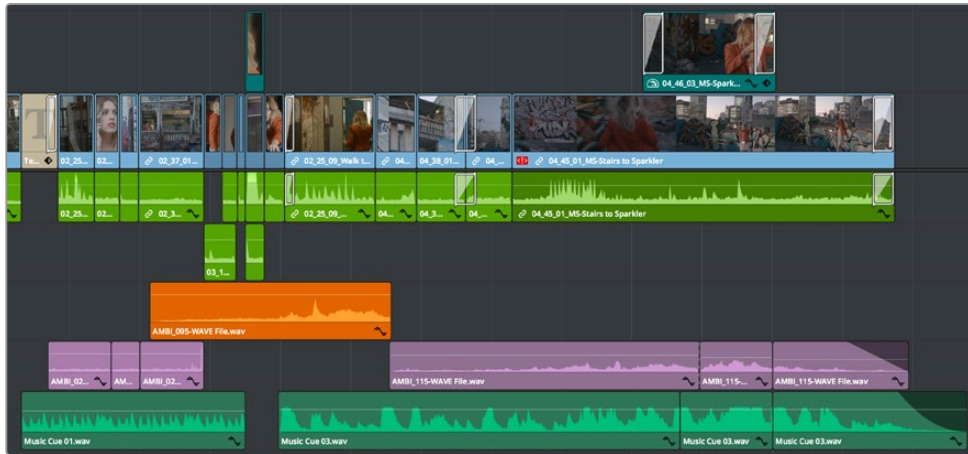 04_46_03_MS-Spark...
Te...
02_25...
02...
02_37_01...
02_25_09_Walk t...
04...
04_38_01...
04_...
04_45_01_MS-Stairs to Sparkler
02_25...
02...
02_3...
02_25_09_...
04...
04_3...
04_...
04_45_01_MS-Stairs to Sparkler
03_1...
AMBI_095-WAVE File.wav
AMBI_02...
AM...
AMBI_02...
AMBI_115-WAVE File.wav
AMBI_115-...
AMBI_115-WAVE File.wav
Music Cue 01.wav
Music Cue 03.wav
Music Cue 03.wav
Music Cue 03.wav